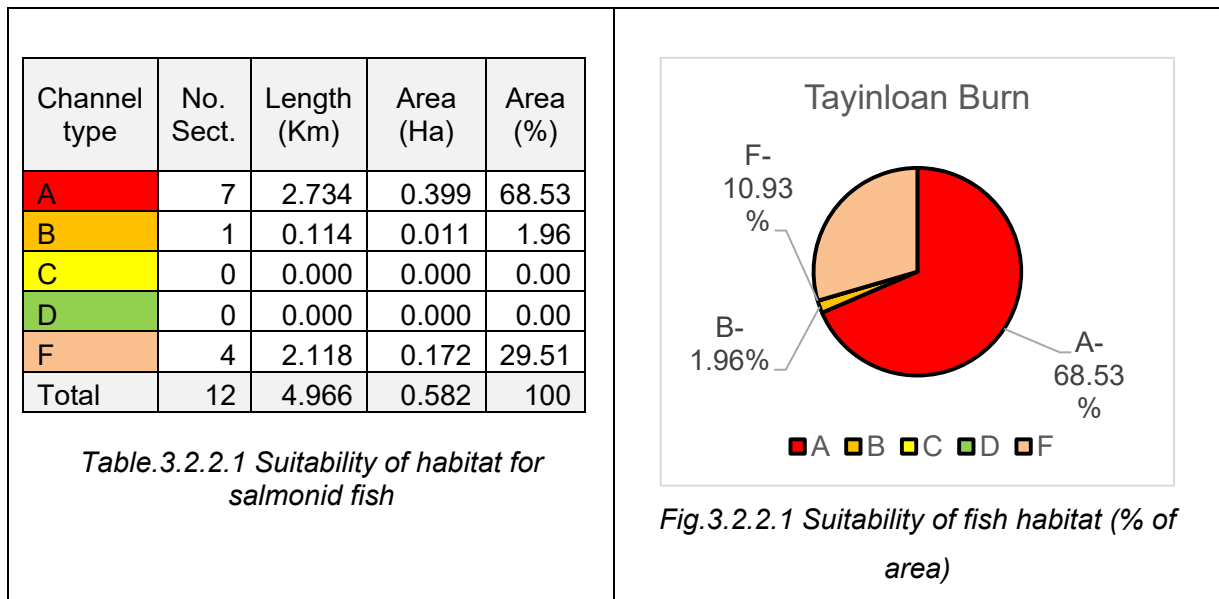 Channel type No. Sect. Length (Km) Area (Ha) Area (%)
A 7 2.734 0.399 68.53
B 1 0.114 0.011 1.96
C 0 0.000 0.000 0.00
D 0 0.000 0.000 0.00
F 4 2.118 0.172 29.51
Total 12 4.966 0.582 100
Table.3.2.2.1 Suitability of habitat for
salmonid fish
Tayinloan Burn
F-
10.93
%
B-
1.96%
A-
68.53
%
A B C D F
Fig.3.2.2.1 Suitability of fish habitat (% of
area)